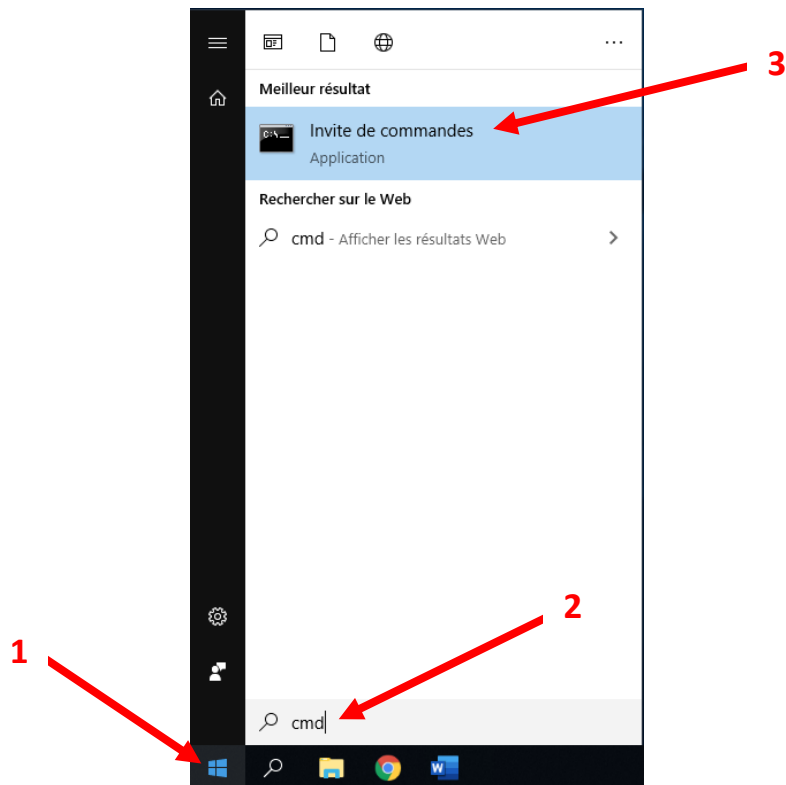 Meilleur résultat
3
Invite de commandes
Application
Rechercher sur le Web
cmd - Afficher les résultats Web
2
1
cmd